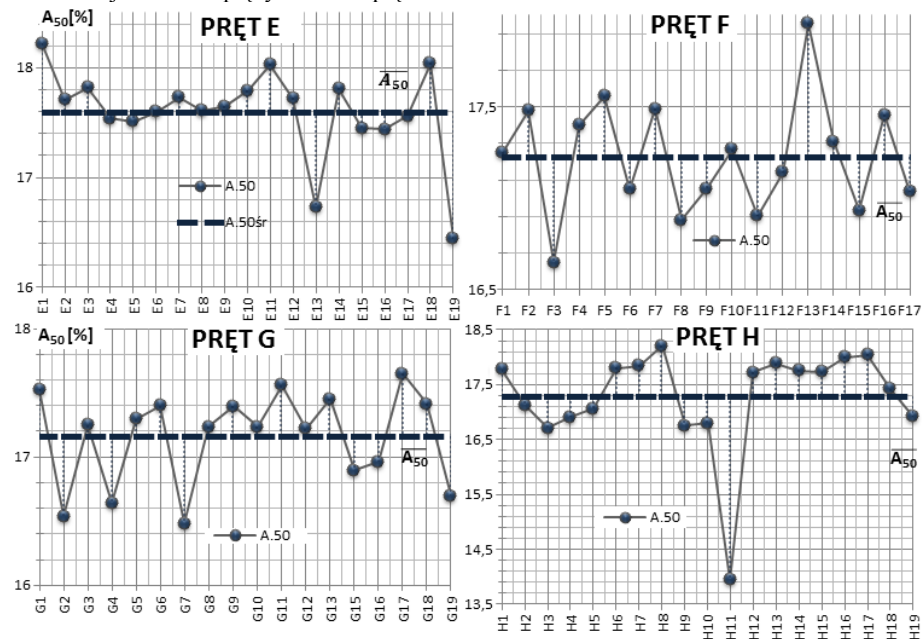 A50[%]
PRĘT E
18
A50
17
A.50
A.50śr
16
E1 E2 E3 E4 E5 E6 E7 E8 E9 E10 E11 E12 E13 E14 E15 E16 E17 E18 E19
PRĘT F
17,5
A50
A.50
16,5
F1 F2 F3 F4 F5 F6 F7 F8 F9 F10 F11 F12 F13 F14 F15 F16 F17
18
A50 [%]
PRĘT G
17
A50
A.50
16
G1 G2 G3 G4 G5 G6 G7 G8 G9 G10 G11 G12 G13 G15 G16 G17 G18 G19
18,5
PRĘT H
17,5
16,5
A50
15,5
A.50
14,5
13,5
H1 H2 H3 H4 H5 H6 H7 H8 H9 H10 H11 H12 H13 H14 H15 H16 H17 H18 H19